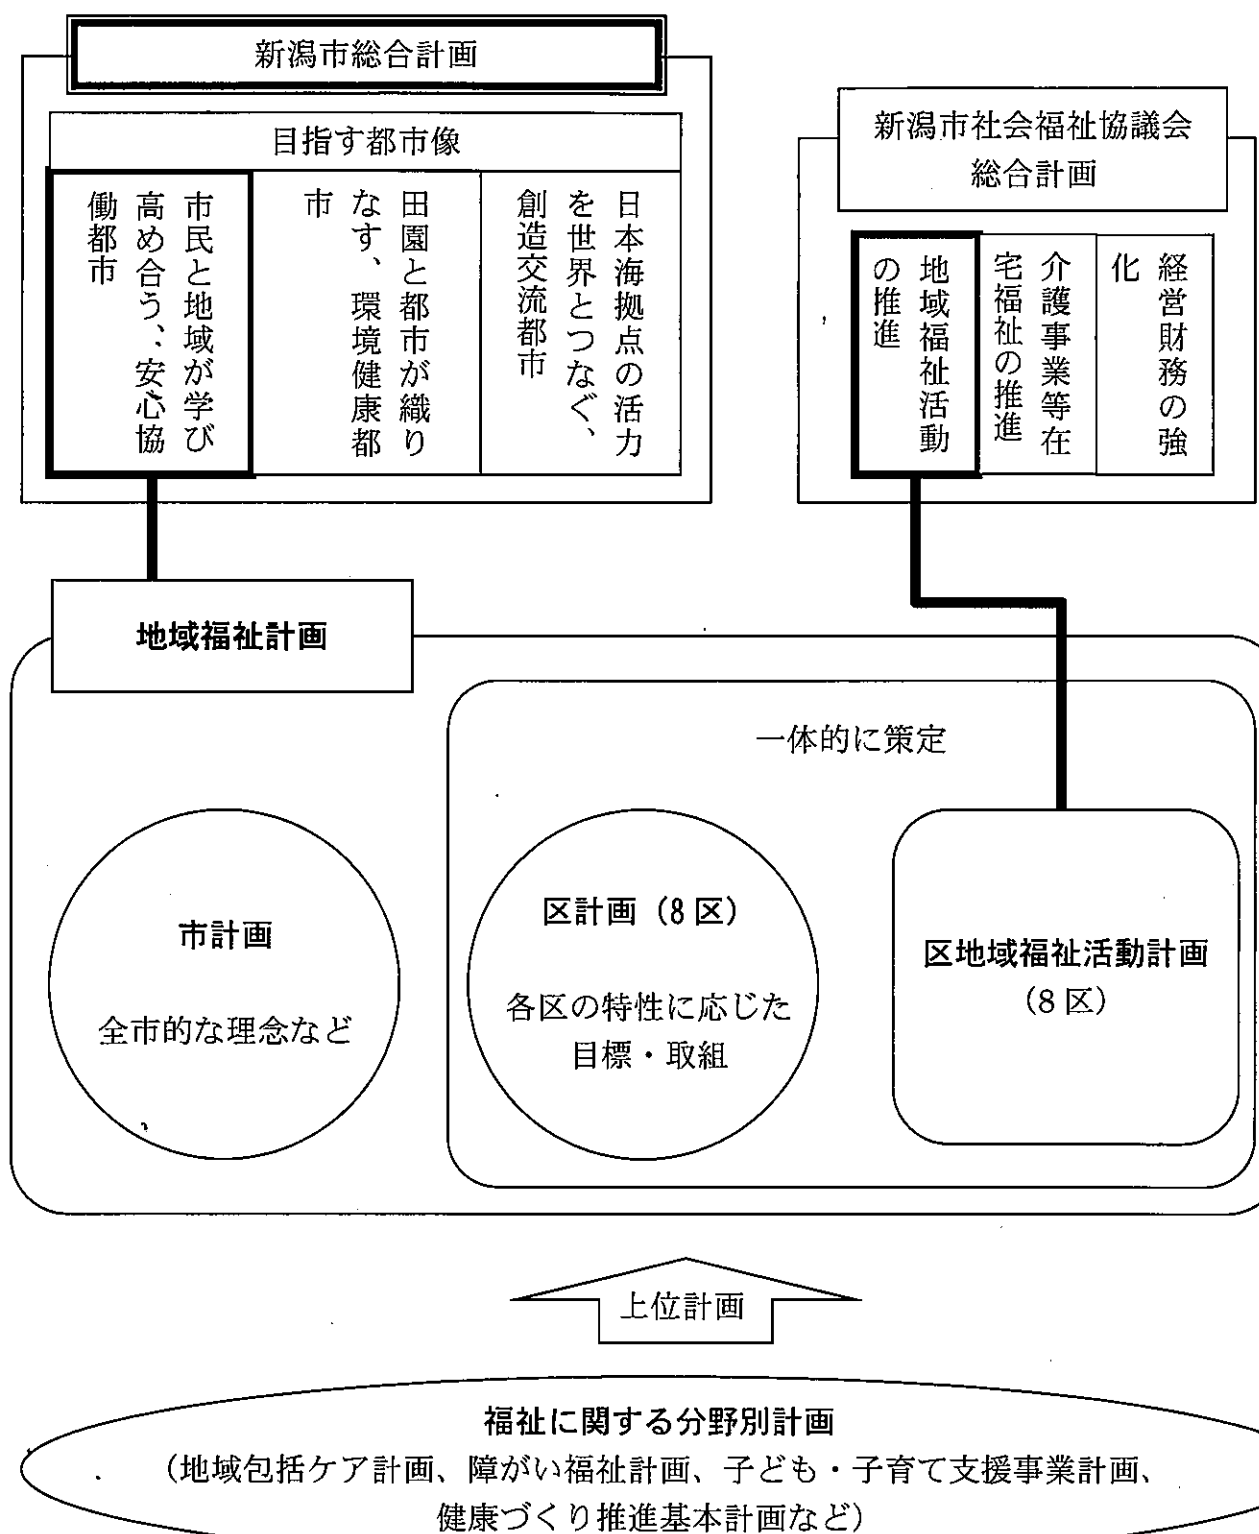 新潟市総合計画
目指す都市像
市民と地域が学び
高め合う、安心協
働都市
田園と都市が織り
なす、環境健康都
市
日本海拠点の活力
を世界とつなぐ、
創造交流都市
新潟市社会福祉協議会
総合計画
地域福祉活動
の推進
介護事業等在
宅福祉の推進
経営財務の強
化
地域福祉計画
一体的に策定
市計画
全市的な理念など
区計画（8 区）
各区の特性に応じた
目標・取組
区地域福祉活動計画
（8 区）
上位計画
福祉に関する分野別計画
（地域包括ケア計画、障がい福祉計画、子ども・子育て支援事業計画、
健康づくり推進基本計画など）